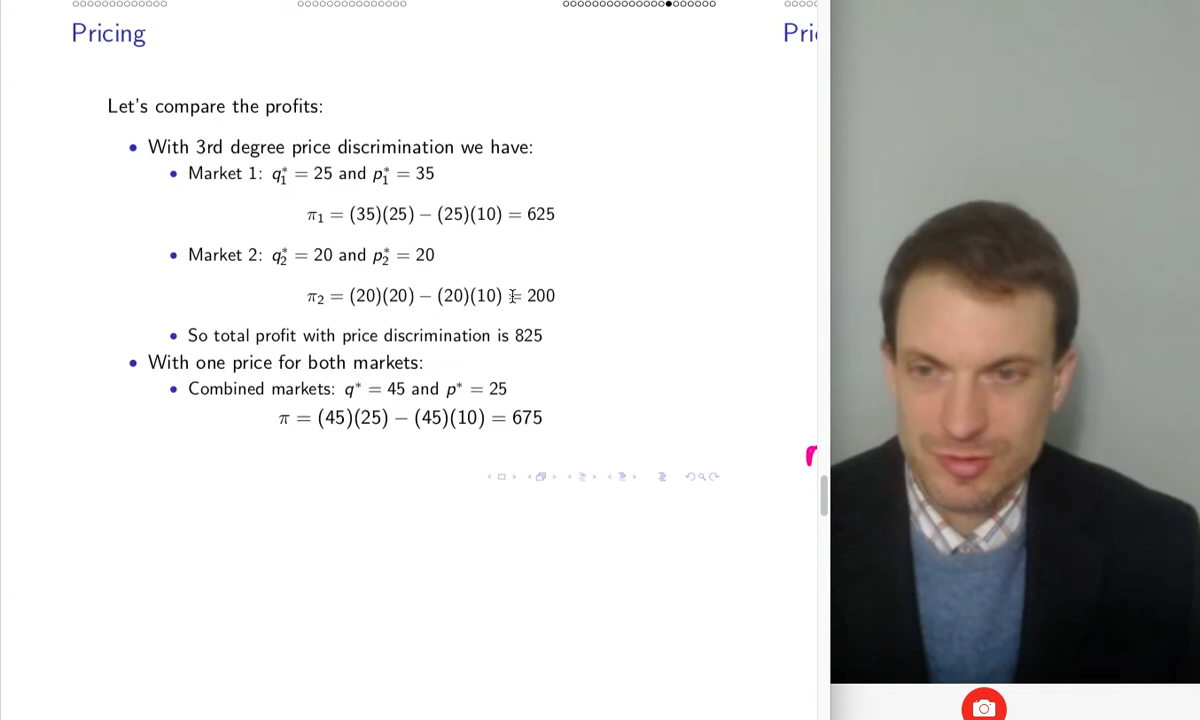 Pricing
Pri
Let's compare the profits:
• With 3rd degree price discrimination we have:
• Market 1: q₁* = 25 and p₁* = 35
π₁ = (35)(25) − (25)(10) = 625
• Market 2: q₂* = 20 and p₂* = 20
π₂ = (20)(20) − (20)(10) = 200
• So total profit with price discrimination is 825
• With one price for both markets:
• Combined markets: q* = 45 and p* = 25
π = (45)(25) − (45)(10) = 675